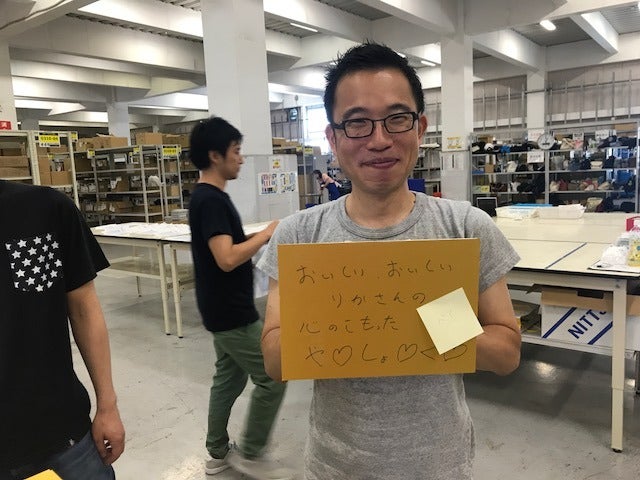 おいしい、おいしい
りかさんの
心のこもった
や♡しょ♡く♡
NITT